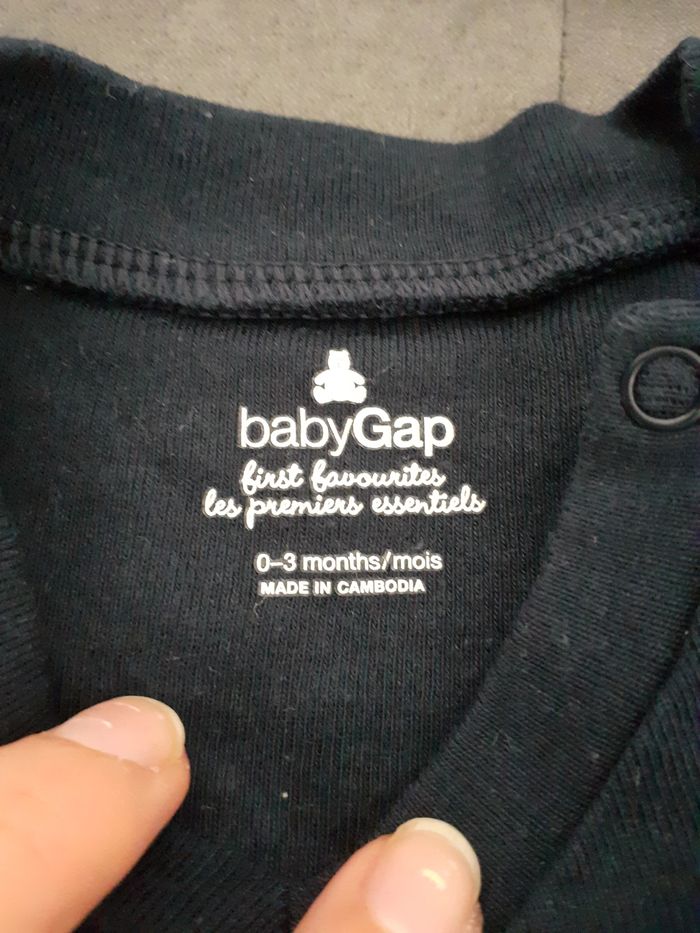 babyGap
first favourites
les premiers essentiels
0–3 months/mois
MADE IN CAMBODIA